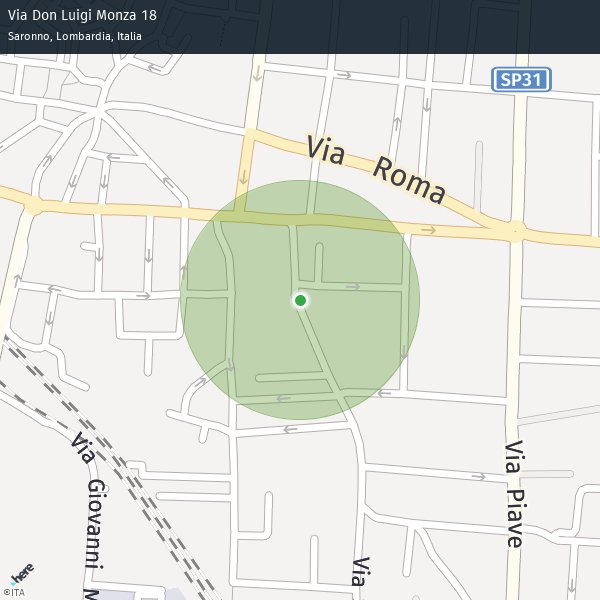 Via Don Luigi Monza 18
Saronno, Lombardia, Italia
SP31
Via Roma
Via Giovanni M
Via Piave
Via
here
©ITA